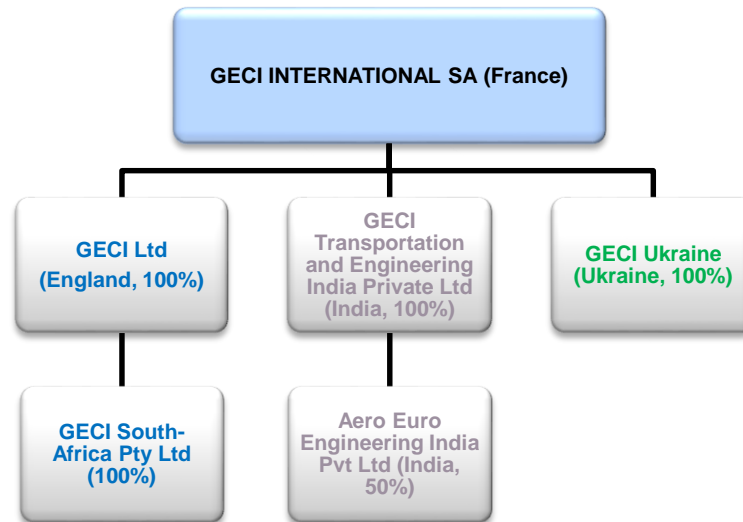 GECI INTERNATIONAL SA (France)
GECI Ltd
(England, 100%)
GECI
Transportation
and Engineering
India Private Ltd
(India, 100%)
GECI Ukraine
(Ukraine, 100%)
GECI South-
Africa Pty Ltd
(100%)
Aero Euro
Engineering India
Pvt Ltd (India,
50%)